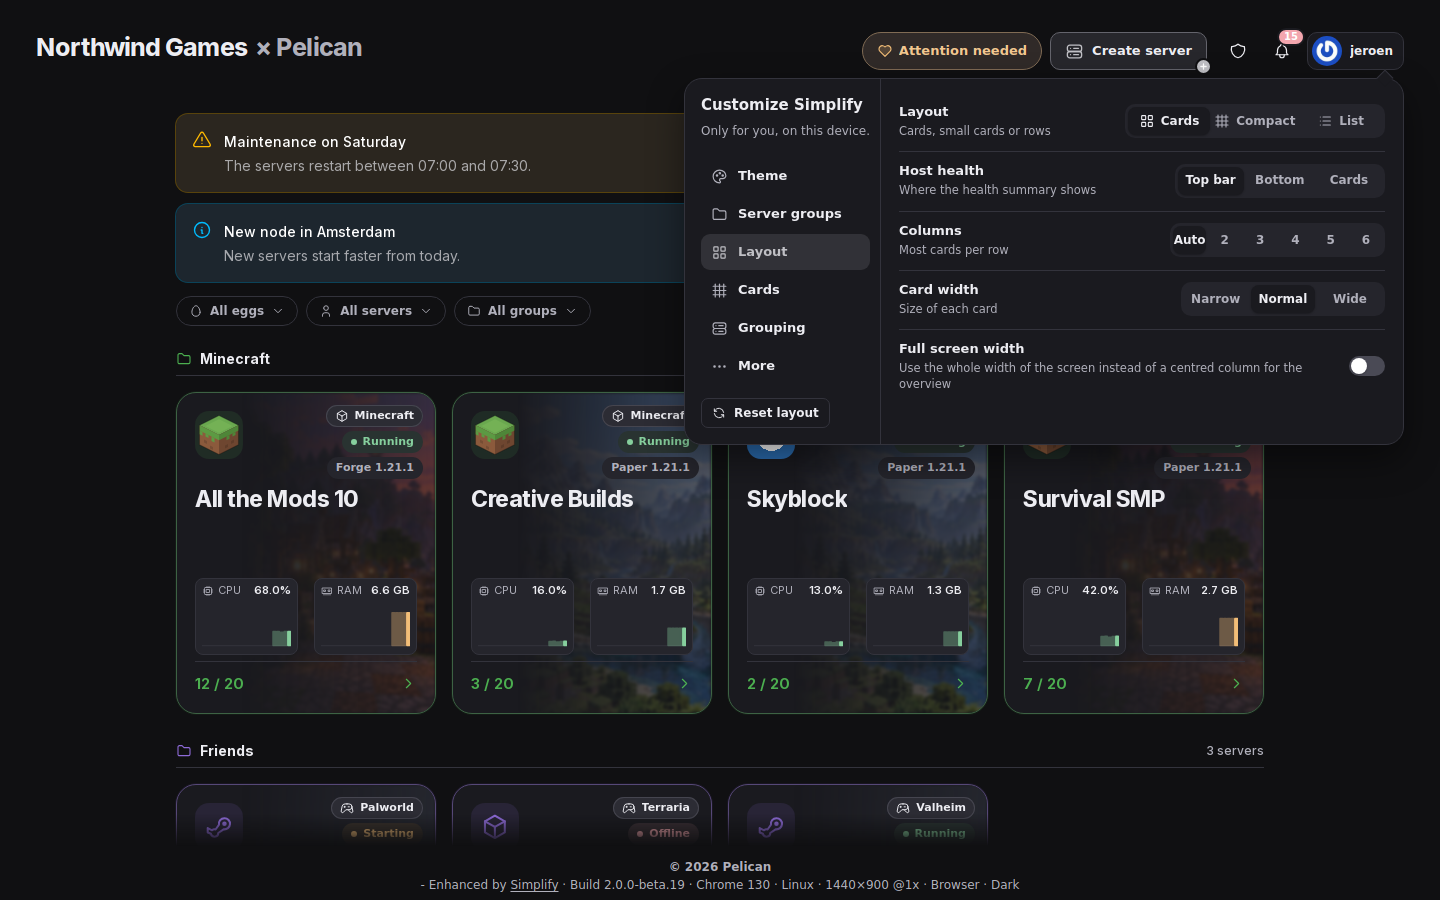 Northwind Games × Pelican
Attention needed
Create server
15
jeroen
Maintenance on Saturday
The servers restart between 07:00 and 07:30.
New node in Amsterdam
New servers start faster from today.
All eggs
All servers
All groups
Customize Simplify
Only for you, on this device.
Theme
Server groups
Layout
Cards
Grouping
More
Reset layout
Layout
Cards, small cards or rows
Cards
Compact
List
Host health
Where the health summary shows
Top bar
Bottom
Cards
Columns
Most cards per row
Auto 2 3 4 5 6
Card width
Size of each card
Narrow
Normal
Wide
Full screen width
Use the whole width of the screen instead of a centred column for the
overview
Minecraft
Minecraft
Running
Forge 1.21.1
All the Mods 10
CPU 68.0%
RAM 6.6 GB
12 / 20
Minecraf
Running
Paper 1.21.1
Creative Builds
CPU 16.0%
RAM 1.7 GB
3 / 20
Paper 1.21.1
Skyblock
CPU 13.0%
RAM 1.3 GB
2 / 20
Paper 1.21.1
Survival SMP
CPU 42.0%
RAM 2.7 GB
7 / 20
Friends
3 servers
Palworld
Starting
Terraria
Offline
Valheim
Running
© 2026 Pelican
- Enhanced by Simplify · Build 2.0.0-beta.19 · Chrome 130 · Linux · 1440×900 @1x · Browser · Dark